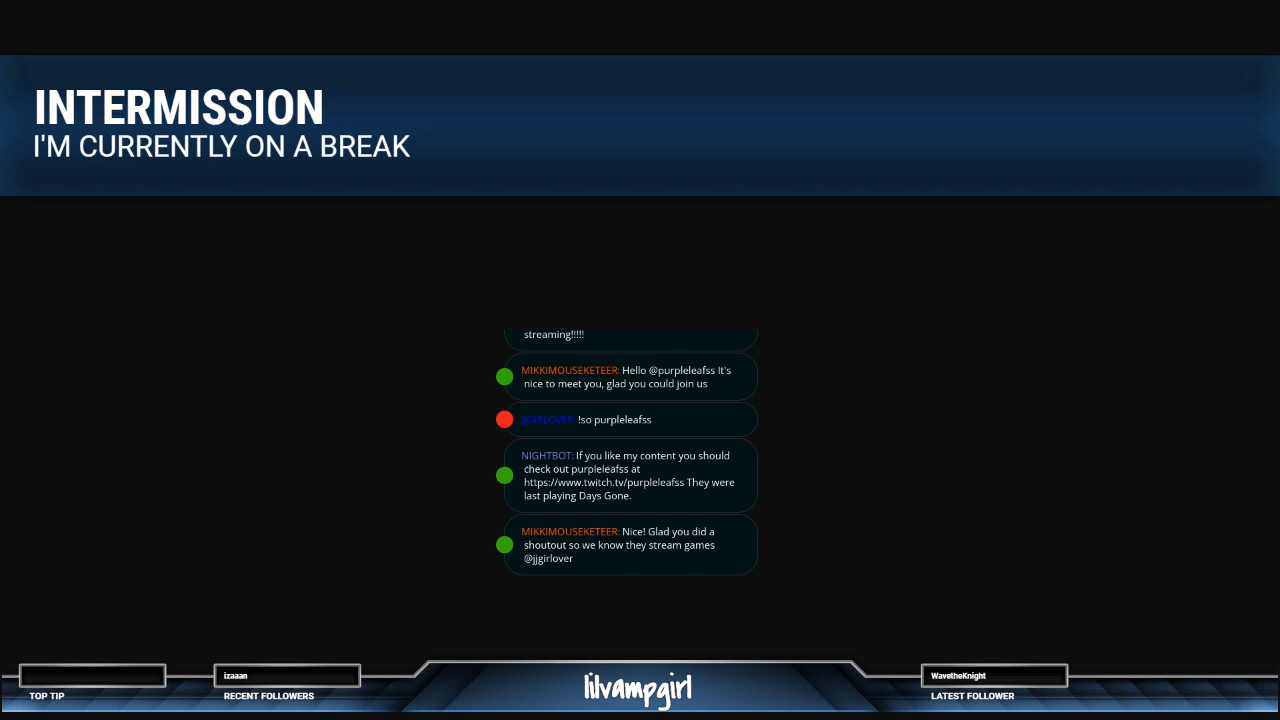 INTERMISSION
I'M CURRENTLY ON A BREAK
streaming!!!!!
MIKKIMOUSEKETEER: Hello @purpleleafss It's
nice to meet you, glad you could join us
JJGIRLOVER: !so purpleleafss
NIGHTBOT: If you like my content you should
check out purpleleafss at
https://www.twitch.tv/purpleleafss They were
last playing Days Gone.
MIKKIMOUSEKETEER: Nice! Glad you did a
shoutout so we know they stream games
@jjgirlover
TOP TIP
izaaan
RECENT FOLLOWERS
lilvampgirl
WavetheKnight
LATEST FOLLOWER